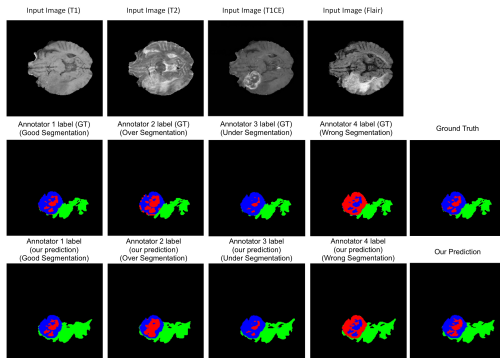 Input Image (T1) Input Image (T2) Input Image (T1CE) Input Image (Flair)
Annotator 1 label (GT) Annotator 2 label (GT) Annotator 3 label (GT) Annotator 4 label (GT)
(Good Segmentation) (Over Segmentation) (Under Segmentation) (Wrong Segmentation) Ground Truth
Annotator 1 label Annotator 2 label Annotator 3 label Annotator 4 label
(our prediction) (our prediction) (our prediction) (our prediction) Our Prediction
(Good Segmentation) (Over Segmentation) (Under Segmentation) (Wrong Segmentation)